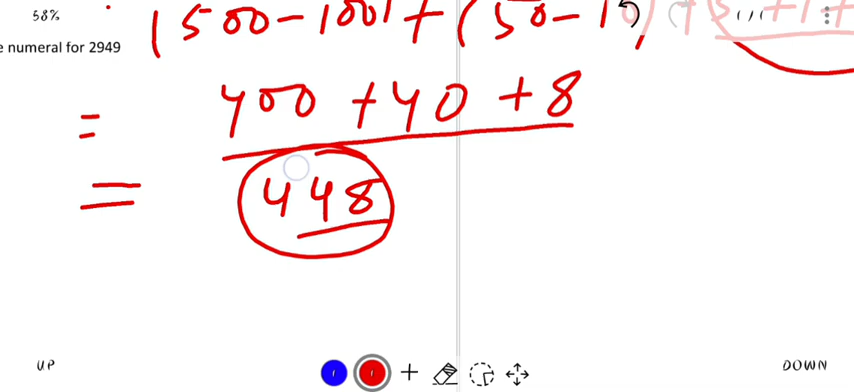 58%
e numeral for 2949
(500-100)+(50-10)
= 400 +40 +8
= 448
UP
DOWN